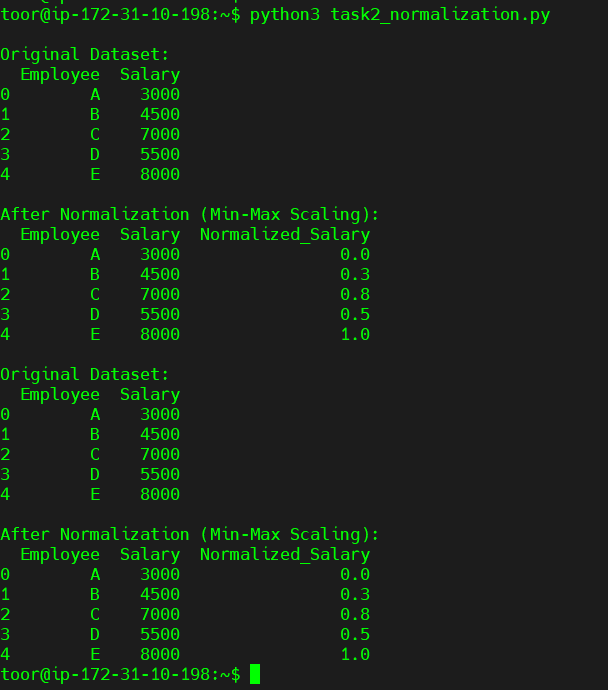 toor@ip-172-31-10-198:~$ python3 task2_normalization.py
Original Dataset:
  Employee  Salary
0        A    3000
1        B    4500
2        C    7000
3        D    5500
4        E    8000
After Normalization (Min-Max Scaling):
  Employee  Salary  Normalized_Salary
0        A    3000                0.0
1        B    4500                0.3
2        C    7000                0.8
3        D    5500                0.5
4        E    8000                1.0
Original Dataset:
  Employee  Salary
0        A    3000
1        B    4500
2        C    7000
3        D    5500
4        E    8000
After Normalization (Min-Max Scaling):
  Employee  Salary  Normalized_Salary
0        A    3000                0.0
1        B    4500                0.3
2        C    7000                0.8
3        D    5500                0.5
4        E    8000                1.0
toor@ip-172-31-10-198:~$